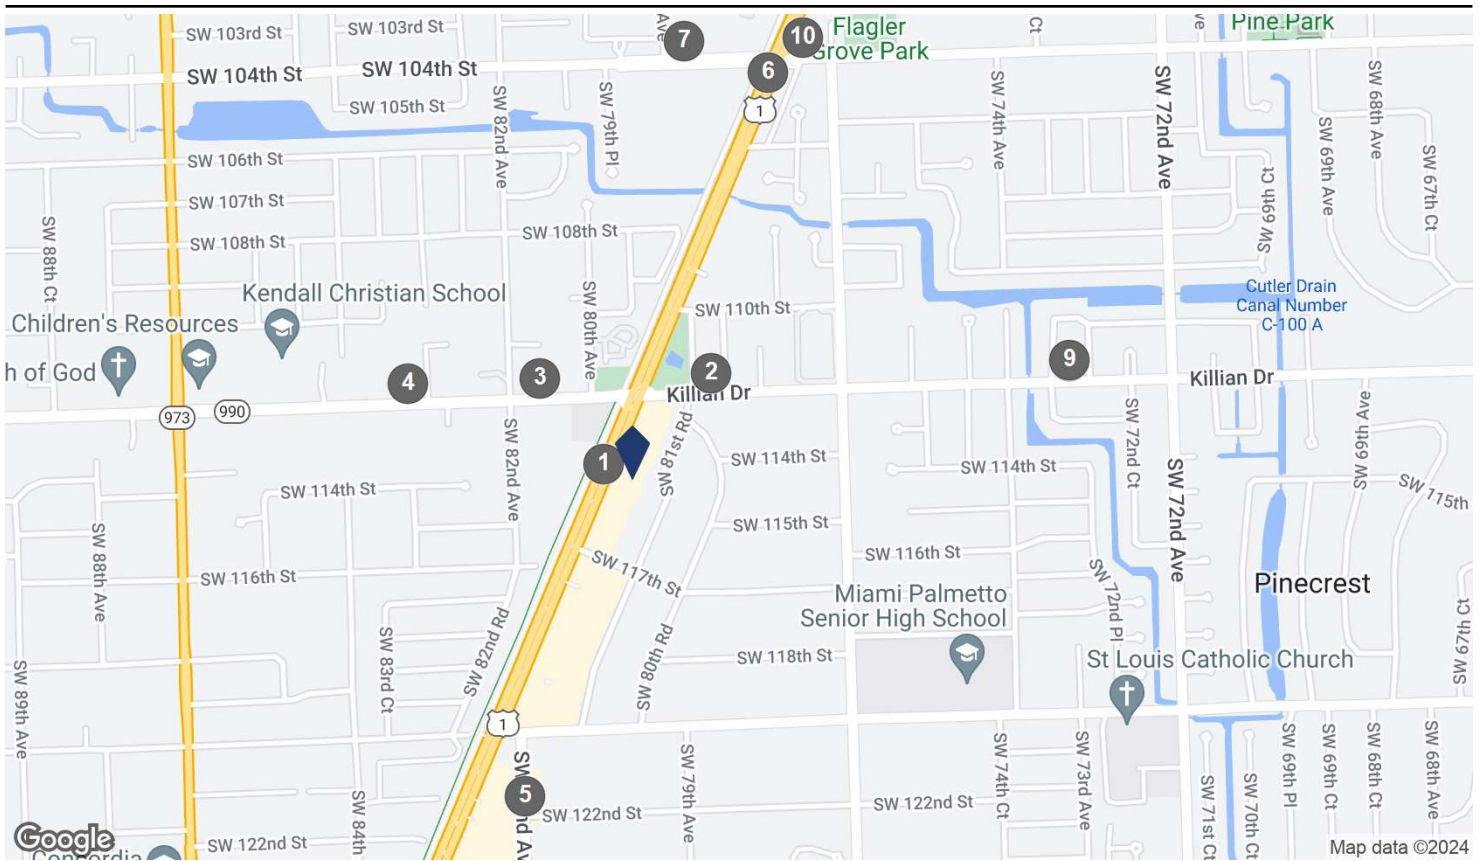 SW 103rd St
SW 103rd St
Ave
7
10
Flagler
Grove Park
Ct
ve
Pine Park
SW 104th St
SW 104th St
6
1
SW 105th St
SW 82nd Ave
SW 79th Pl
SW 74th Ave
SW 72nd Ave
SW 69th Ave
SW 68th Ave
SW 67th Ct
SW 69th Ct
SW 106th St
SW 107th St
SW 108th St
SW 108th St
SW 88th Ct
SW 80th Ave
Kendall Christian School
Children's Resources
h of God
SW 110th St
Cutler Drain
Canal Number
C-100 A
4
3
2
9
Killian Dr
Killian Dr
973
990
1
SW 81st Rd
SW 82nd Ave
SW 114th St
SW 114th St
SW 114th St
SW 72nd Ct
SW 72nd Ave
SW 69th Ave
SW 115th
SW 115th St
SW 88th Ave
SW 116th St
SW 116th St
SW 117th St
SW 72nd Pl
Pinecrest
Miami Palmetto
Senior High School
SW 67th Ct
SW 82nd Rd
SW 83rd Ct
SW 80th Rd
SW 118th St
St Louis Catholic Church
SW 89th Ave
1
SW 84th
SW
nd Av
5
SW 79th Ave
SW 74th Ct
SW 73rd Ave
SW 71st Ct
SW 70th Ct
SW 69th Pl
SW 69th Ct
SW 68th Ct
SW 68th Ave
SW 122nd St
SW 122nd St
SW 122nd St
Google
Concordia
Map data ©2024